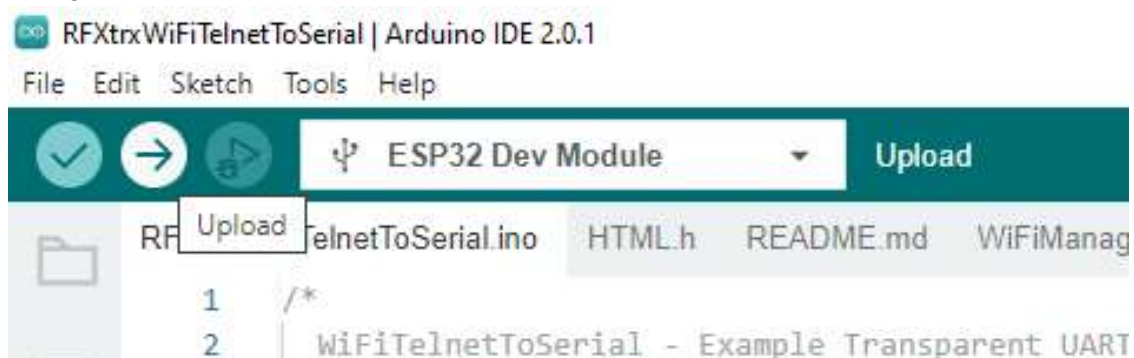 RFXtrxWiFiTelnetToSerial | Arduino IDE 2.0.1
File Edit Sketch Tools Help
ESP32 Dev Module Upload
Upload
RF TelnetToSerial.ino HTML.h README.md WiFiManag
1 /*
2 WiFiTelnetToSerial - Example Transparent UART